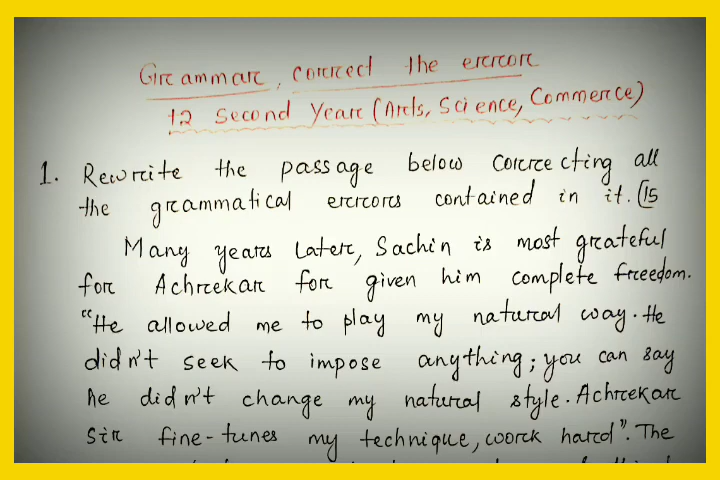 Grammar, Correct the error
+2 Second Year (Arts, Science, Commerce)
1. Rewrite the passage below correcting all
the grammatical errors contained in it. (15
Many years later, Sachin is most grateful
for Achrekar for given him complete freedom.
"He allowed me to play my natural way. He
didn't seek to impose anything; you can say
he didn't change my natural style. Achrekar
Sir fine-tunes my technique, work hard". The